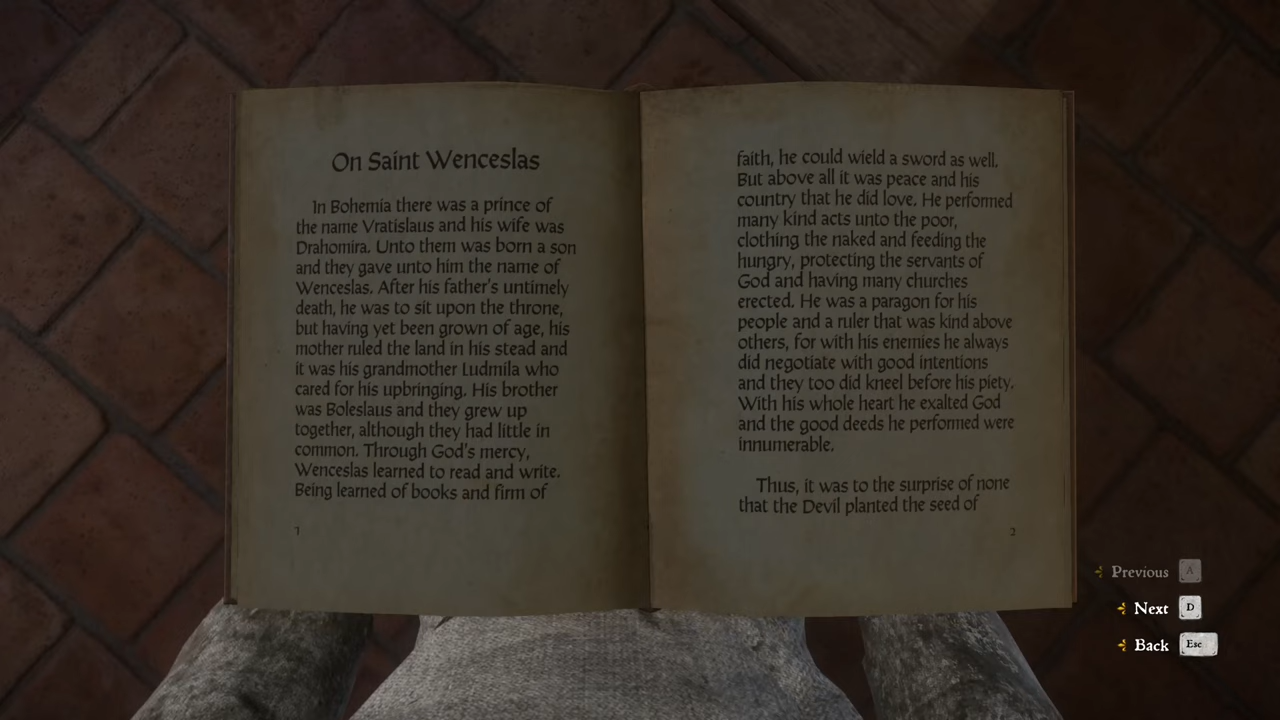 On Saint Wenceslas
In Bohemia there was a prince of
the name Vratislaus and his wife was
Drahomira. Unto them was born a son
and they gave unto him the name of
Wenceslas. After his father's untimely
death, he was to sit upon the throne,
but having yet been grown of age, his
mother ruled the land in his stead and
it was his grandmother Ludmila who
cared for his upbringing. His brother
was Boleslaus and they grew up
together, although they had little in
common. Through God's mercy,
Wenceslas learned to read and write.
Being learned of books and firm of
1
faith, he could wield a sword as well.
But above all it was peace and his
country that he did love. He performed
many kind acts unto the poor,
clothing the naked and feeding the
hungry, protecting the servants of
God and having many churches
erected. He was a paragon for his
people and a ruler that was kind above
others, for with his enemies he always
did negotiate with good intentions
and they too did kneel before his piety.
With his whole heart he exalted God
and the good deeds he performed were
innumerable.
Thus, it was to the surprise of none
that the Devil planted the seed of
2
Previous A
Next D
Back Esc